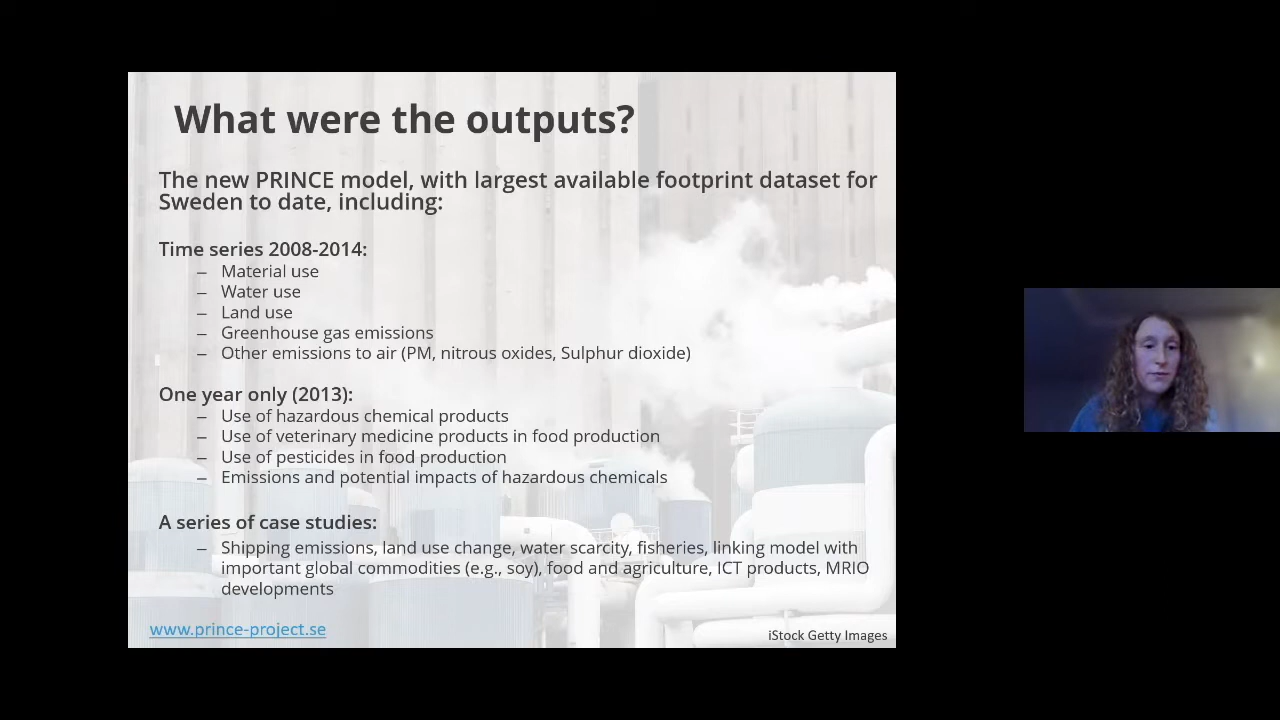 What were the outputs?
The new PRINCE model, with largest available footprint dataset for
Sweden to date, including:
Time series 2008-2014:
– Material use
– Water use
– Land use
– Greenhouse gas emissions
– Other emissions to air (PM, nitrous oxides, Sulphur dioxide)
One year only (2013):
– Use of hazardous chemical products
– Use of veterinary medicine products in food production
– Use of pesticides in food production
– Emissions and potential impacts of hazardous chemicals
A series of case studies:
– Shipping emissions, land use change, water scarcity, fisheries, linking model with
important global commodities (e.g., soy), food and agriculture, ICT products, MRIO
developments
www.prince-project.se
iStock Getty Images